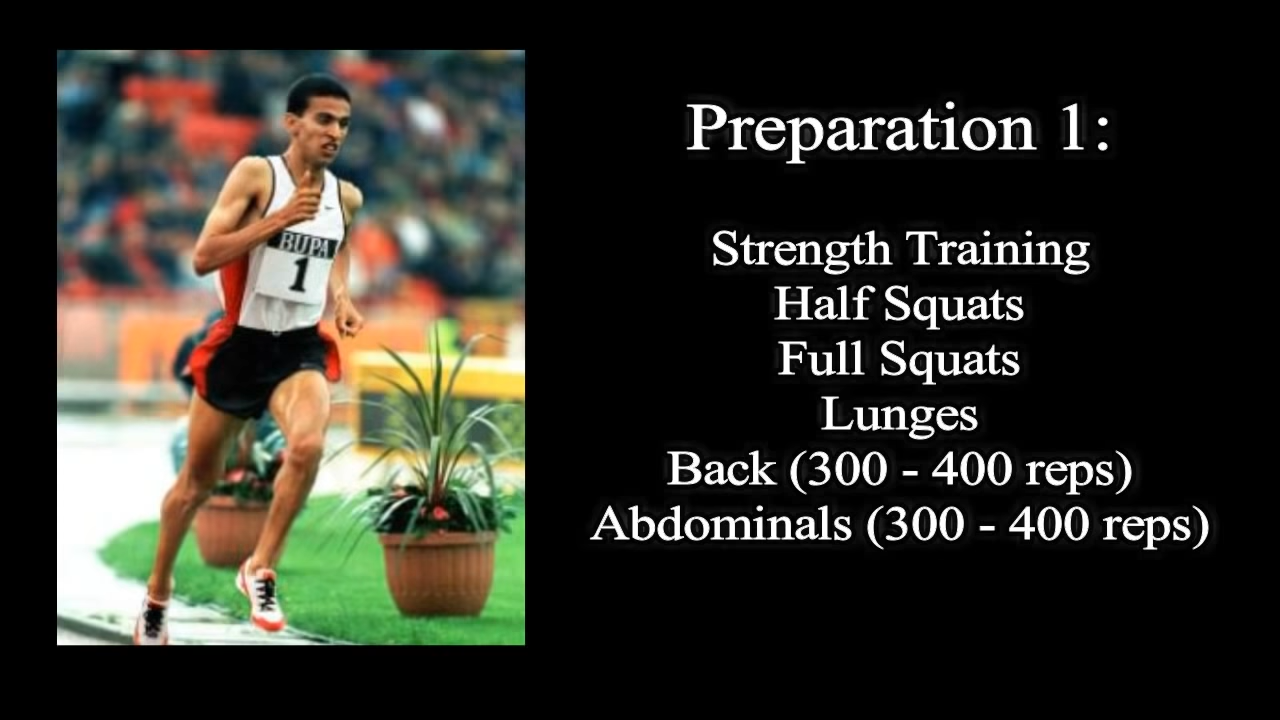 BUPA
1
Preparation 1:
Strength Training
Half Squats
Full Squats
Lunges
Back (300 - 400 reps)
Abdominals (300 - 400 reps)